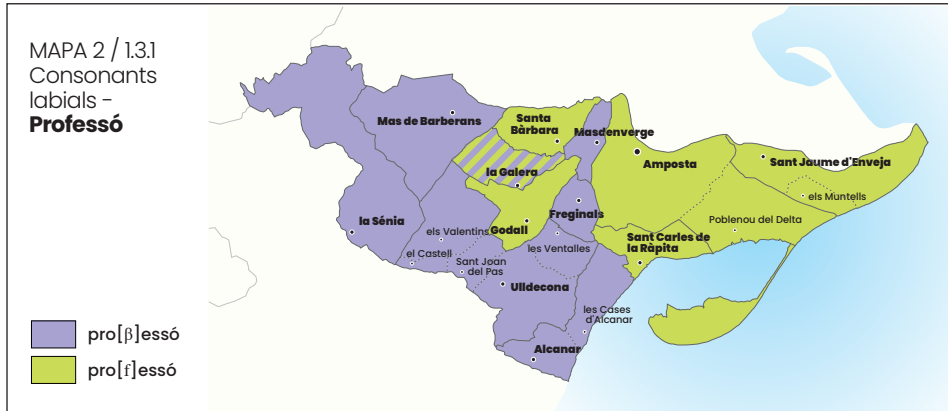 MAPA 2 / 1.3.1
Consonants
labials -
Professó
Mas de Barberans
Santa
Bàrbara
Masdenverge
Amposta
Sant Jaume d'Enveja
la Galera
els Muntells
la Sénia
Freginals
Poblenou del Delta
els Valentins
Godall
Sant Carles de
la Ràpita
les Ventalles
el Castell
Sant Joan
del Pas
Ulldecona
les Cases
d'Alcanar
Alcanar
pro[β]essó
pro[f]essó